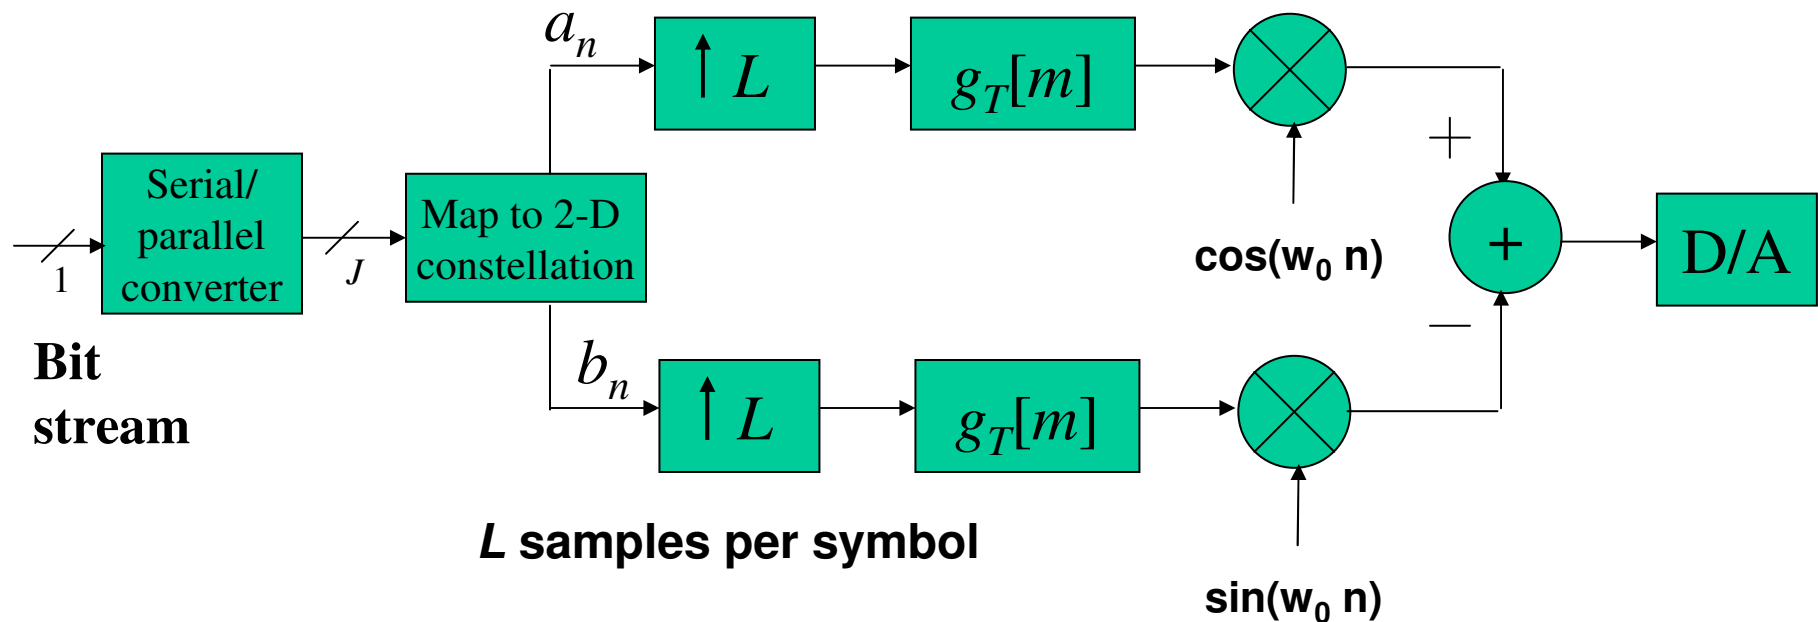 a_n
↑ L
g_T[m]
+
Serial/
parallel
converter
1
J
Map to 2-D
constellation
cos(w_0 n)
+
D/A
Bit
stream
b_n
↑ L
g_T[m]
—
L samples per symbol
sin(w_0 n)